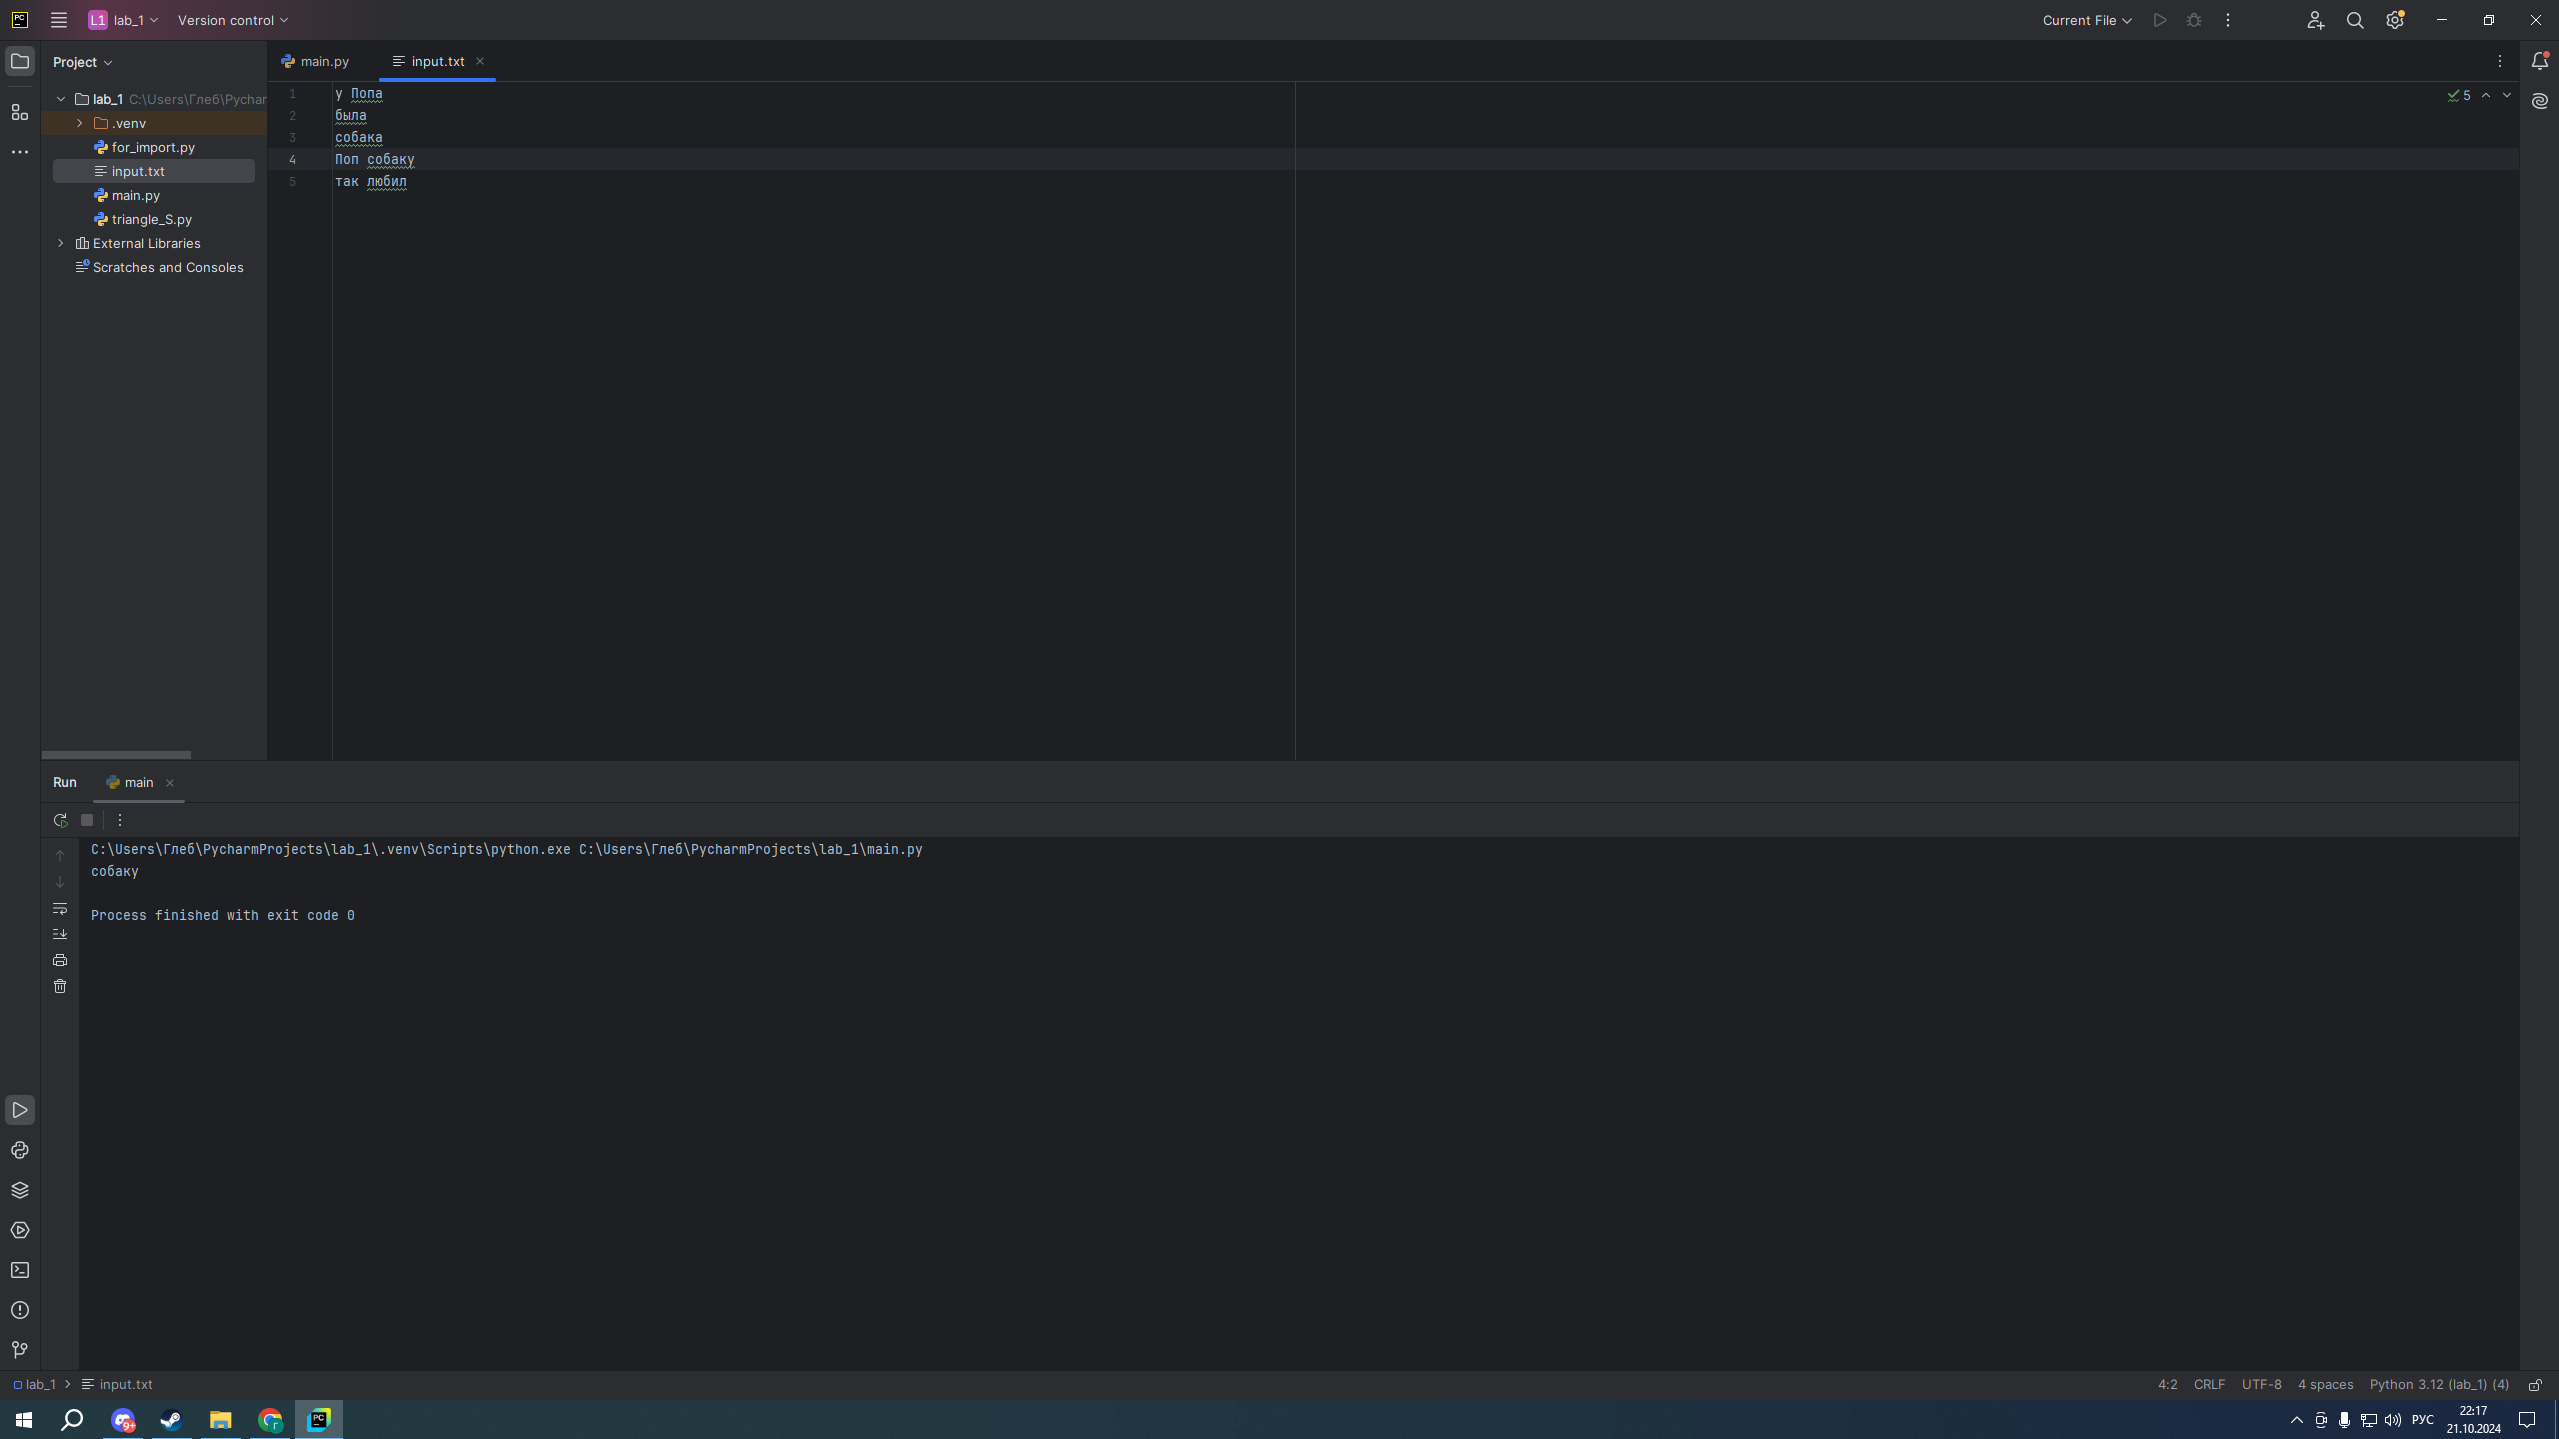 PC
L1 lab_1
Version control
Current File
Project
main.py
input.txt
lab_1 C:\Users\Глеб\Pychar
.venv
for_import.py
input.txt
main.py
triangle_S.py
External Libraries
Scratches and Consoles
1 у Попа
2 была
3 собака
4 Поп собаку
5 так любил
5
Run
main
C:\Users\Глеб\PycharmProjects\lab_1\.venv\Scripts\python.exe C:\Users\Глеб\PycharmProjects\lab_1\main.py
собаку
Process finished with exit code 0
lab_1 > input.txt
4:2 CRLF UTF-8 4 spaces Python 3.12 (lab_1) (4)
9+
Г
PC
РУС
22:17
21.10.2024